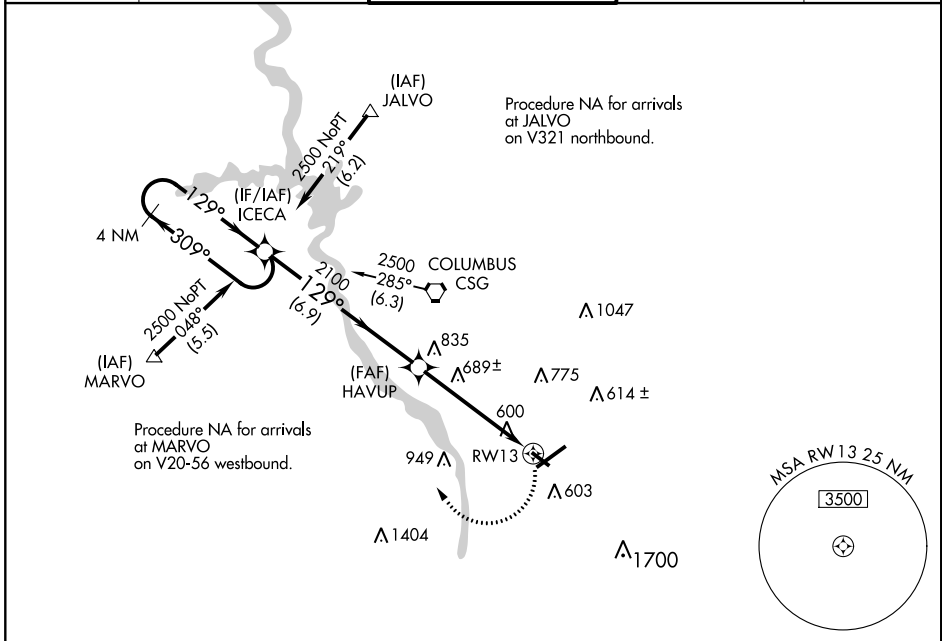 (IAF)
JALVO
Procedure NA for arrivals
at JALVO
on V321 northbound.
2500 NoPT
219°
(6.2)
(IF/IAF)
ICECA
129°
4 NM
309°
2500 NoPT
048°
(5.5)
(IAF)
MARVO
2100
129°
(6.9)
2500
285°
(6.3)
COLUMBUS
CSG
1047
835
(FAF)
HAVUP
689±
775
614 ±
Procedure NA for arrivals
at MARVO
on V20-56 westbound.
600
949
RW13
603
1404
1700
MSA RW13 25 NM
3500